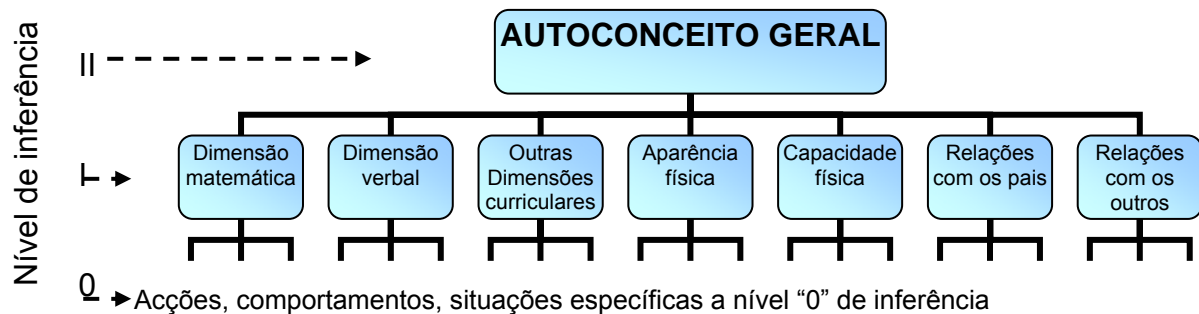 Nível de inferência
AUTOCONCEITO GERAL
II
Dimensão
matemática
Dimensão
verbal
Outras
Dimensões
curriculares
Aparência
física
Capacidade
física
Relações
com os pais
Relações
com os
outros
I
0
Acções, comportamentos, situações específicas a nível “0” de inferência